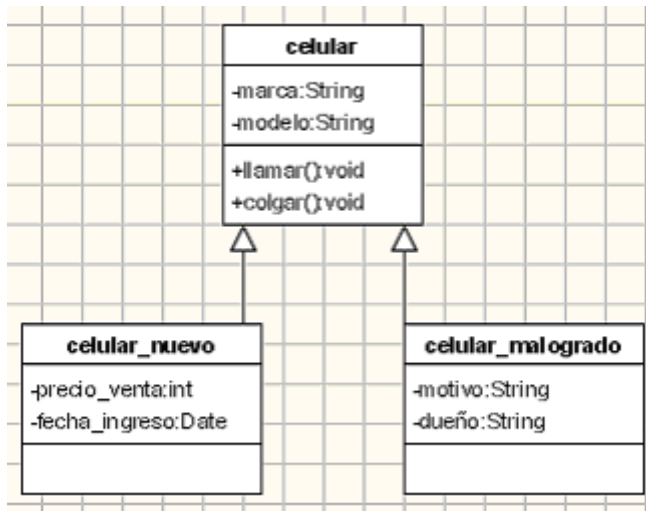 celular
-marca:String
-modelo:String
+llamar():void
+colgar():void
celular_nuevo
-precio_venta:int
-fecha_ingreso:Date
celular_malogrado
-motivo:String
-dueño:String